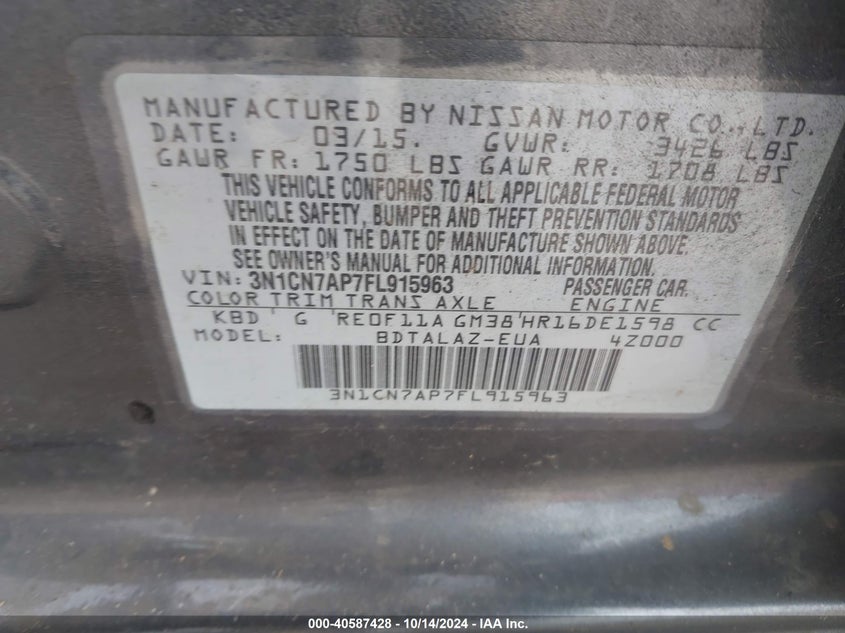 MANUFACTURED BY NISSAN MOTOR CO., LTD.
DATE: 03/15. GVWR: 3426 LBS
GAWR FR: 1750 LBS GAWR RR: 1708 LBS
THIS VEHICLE CONFORMS TO ALL APPLICABLE FEDERAL MOTOR
VEHICLE SAFETY, BUMPER AND THEFT PREVENTION STANDARDS
IN EFFECT ON THE DATE OF MANUFACTURE SHOWN ABOVE.
SEE OWNER'S MANUAL FOR ADDITIONAL INFORMATION.
VIN: 3N1CN7AP7FL915963 PASSENGER CAR.
COLOR TRIM TRANS AXLE ENGINE
KBD G 'RE0F11A GM38'HR16DE1598 CC
MODEL: BDTALAZ-EUA 4Z000
3N1CN7AP7FL915963
000-40587428 - 10/14/2024 - IAA Inc.